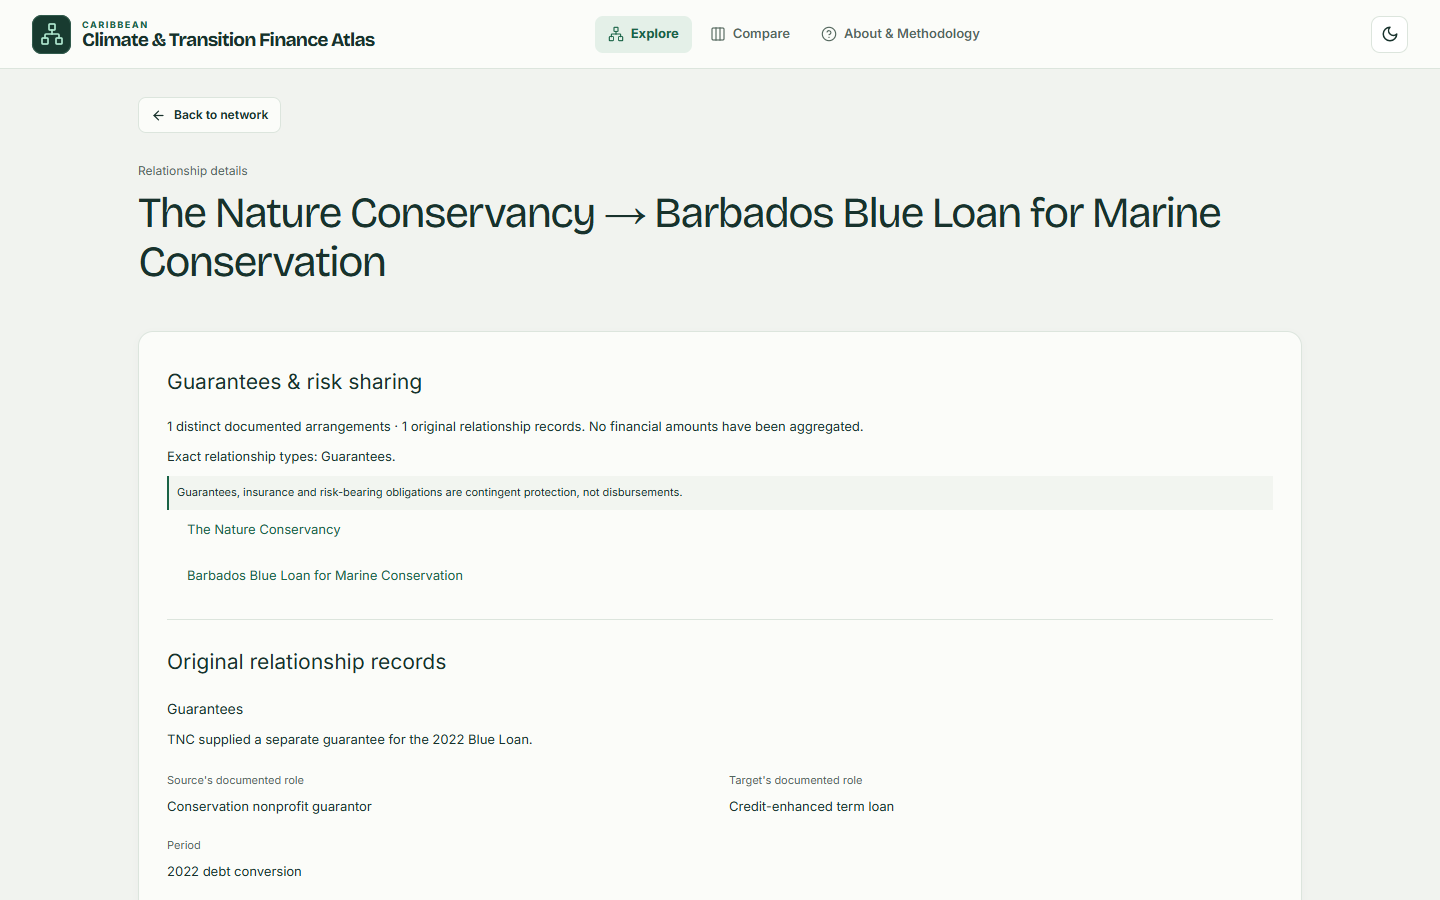 CARIBBEAN
Climate & Transition Finance Atlas
Explore
Compare
About & Methodology
Back to network
Relationship details
The Nature Conservancy → Barbados Blue Loan for Marine
Conservation
Guarantees & risk sharing
1 distinct documented arrangements · 1 original relationship records. No financial amounts have been aggregated.
Exact relationship types: Guarantees.
Guarantees, insurance and risk-bearing obligations are contingent protection, not disbursements.
The Nature Conservancy
Barbados Blue Loan for Marine Conservation
Original relationship records
Guarantees
TNC supplied a separate guarantee for the 2022 Blue Loan.
Source's documented role
Target's documented role
Conservation nonprofit guarantor
Credit-enhanced term loan
Period
2022 debt conversion